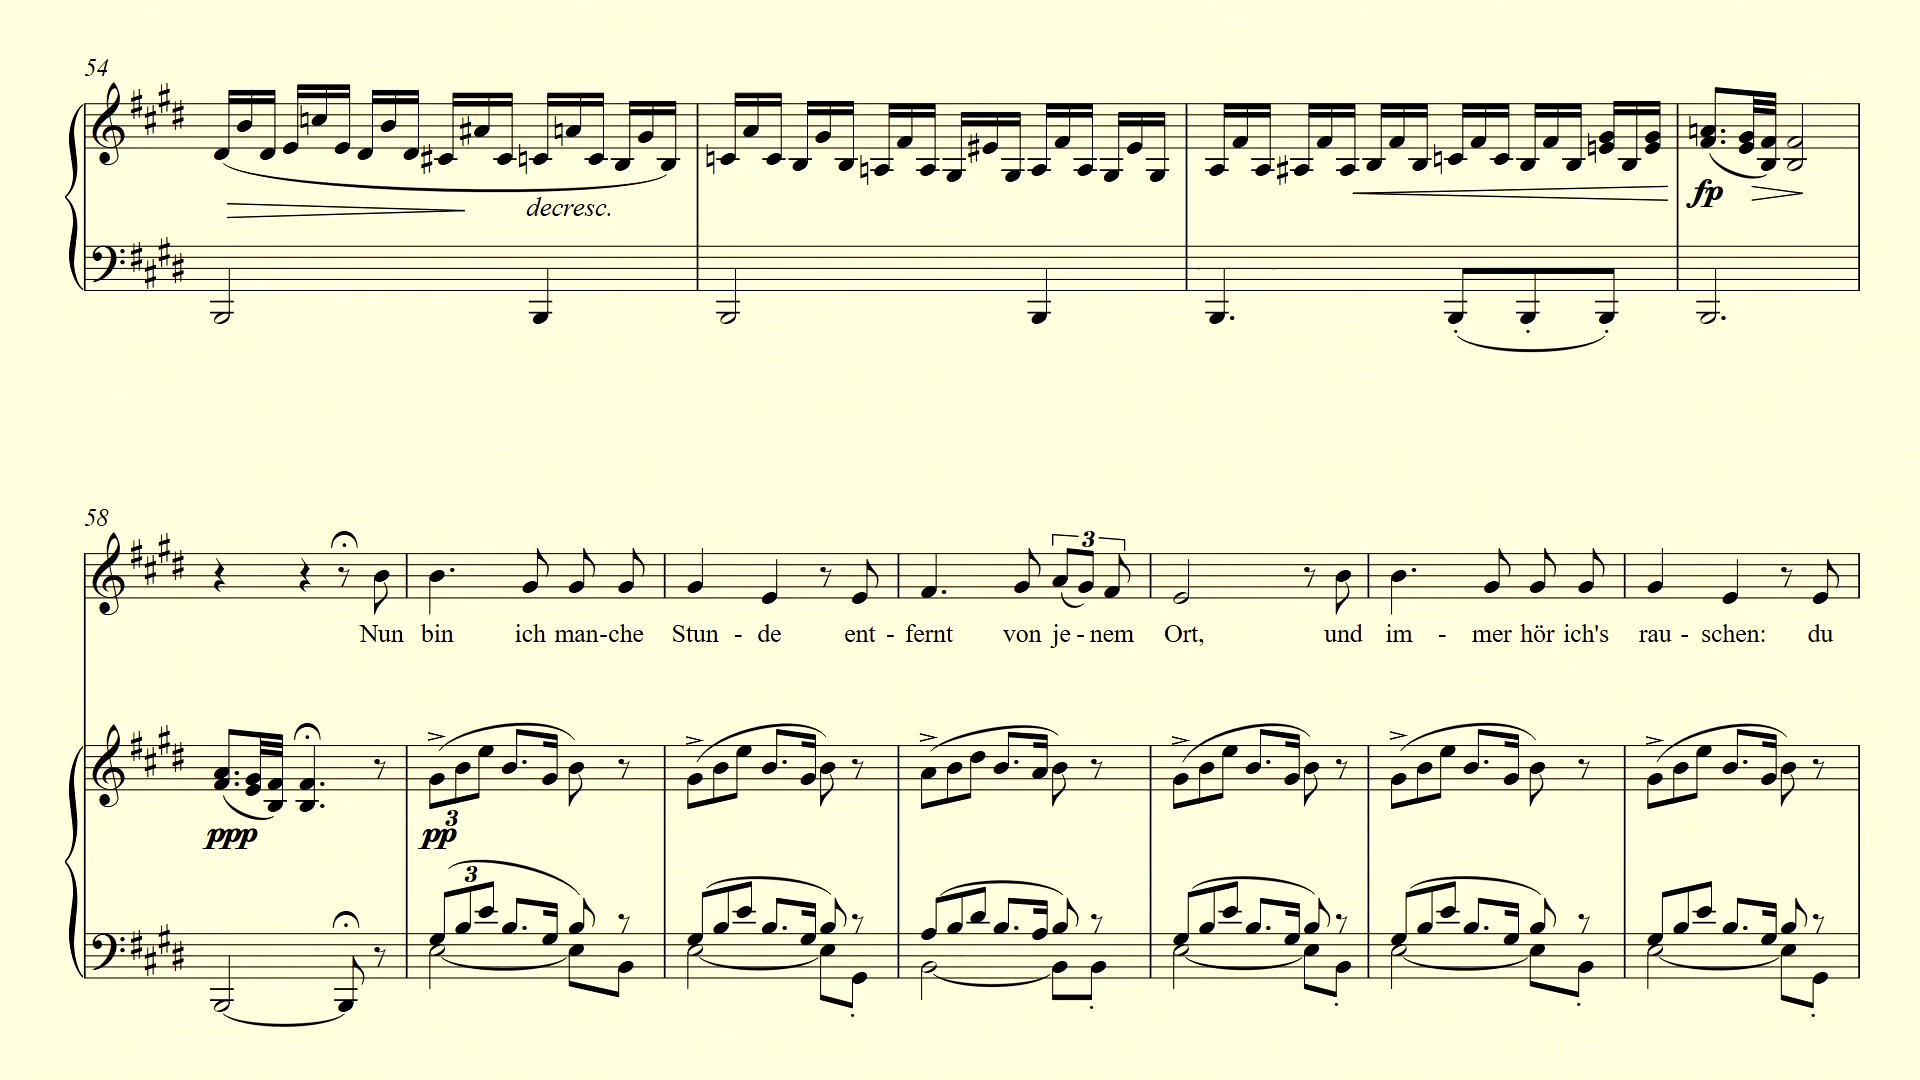 54
decresc.
fp
58
3
Nun bin ich man-che Stun - de ent - fernt von je - nem Ort, und im - mer hör ich's rau - schen: du
ppp
3
pp
3